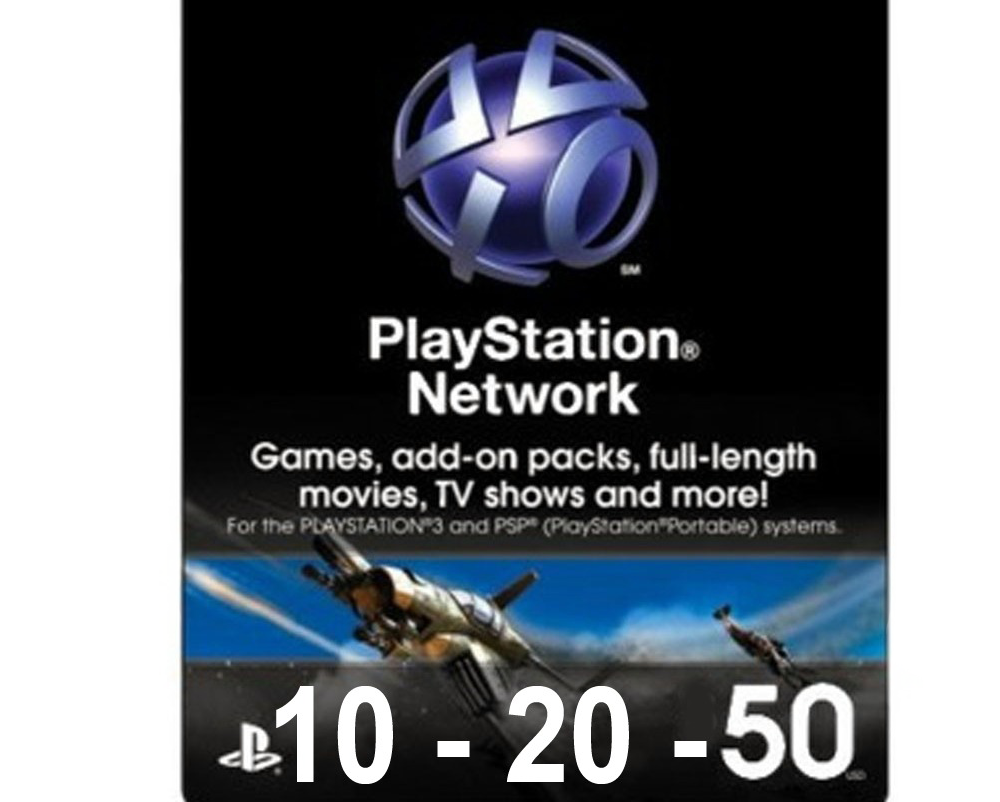 SM
PlayStation®
Network
Games, add-on packs, full-length
movies, TV shows and more!
For the PLAYSTATION®3 and PSP® (PlayStation®Portable) systems.
10 - 20 - 50
USD